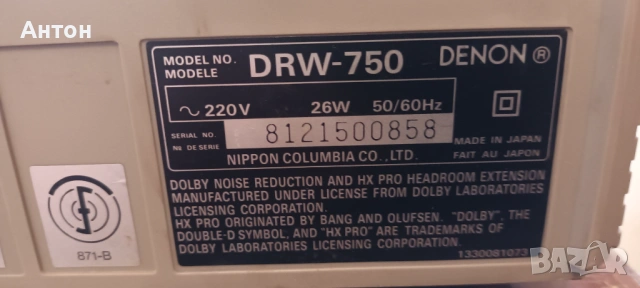 Антон
MODEL NO. DRW-750 DENON ®
MODELE
~ 220V 26W 50/60Hz
SERIAL NO. 8121500858
No DE SERIE
MADE IN JAPAN
FAIT AU JAPON
NIPPON COLUMBIA CO., LTD.
DOLBY NOISE REDUCTION AND HX PRO HEADROOM EXTENSION
MANUFACTURED UNDER LICENSE FROM DOLBY LABORATORIES
LICENSING CORPORATION.
HX PRO ORIGINATED BY BANG AND OLUFSEN. "DOLBY", THE
DOUBLE-D SYMBOL, AND "HX PRO" ARE TRADEMARKS OF
DOLBY LABORATORIES LICENSING CORPORATION.
871-B
bazar